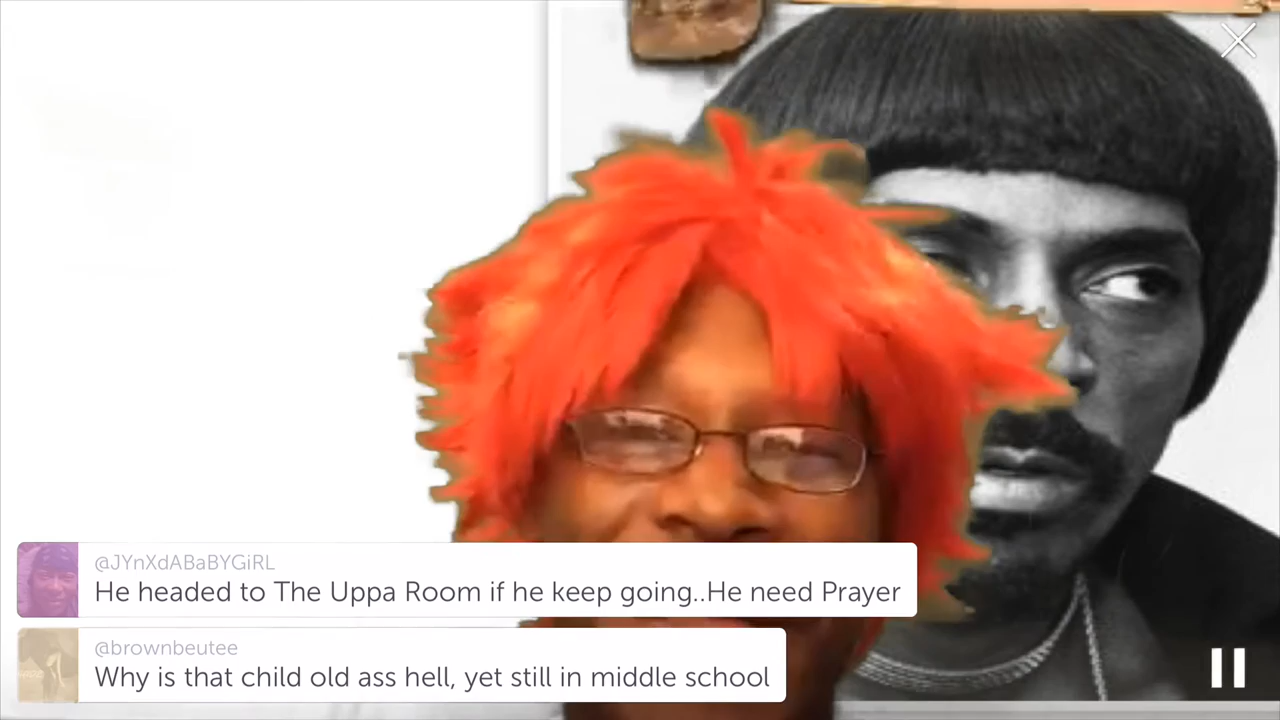 @JYnXdABaBYGiRL
He headed to The Uppa Room if he keep going..He need Prayer
@brownbeutee
Why is that child old ass hell, yet still in middle school